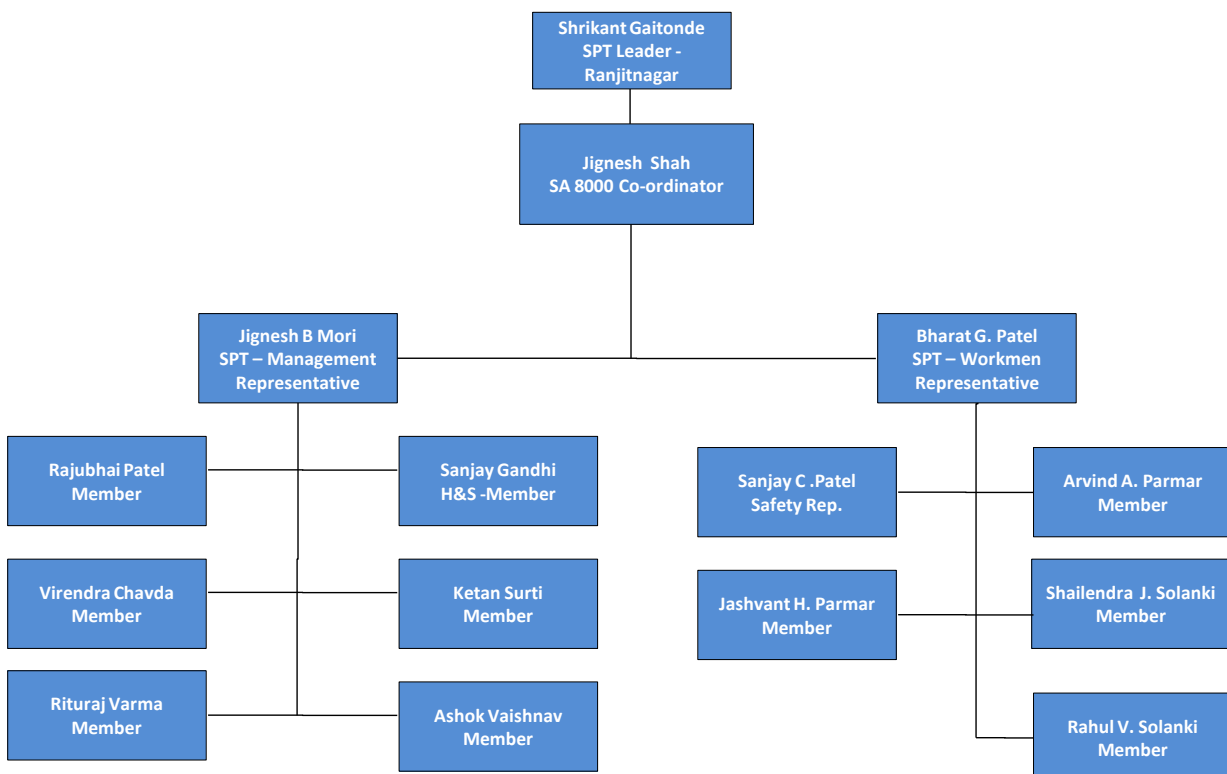 Shrikant Gaitonde
SPT Leader -
Ranjitnagar
Jignesh Shah
SA 8000 Co-ordinator
Jignesh B Mori
SPT – Management
Representative
Bharat G. Patel
SPT – Workmen
Representative
Rajubhai Patel
Member
Sanjay Gandhi
H&S -Member
Sanjay C .Patel
Safety Rep.
Arvind A. Parmar
Member
Virendra Chavda
Member
Ketan Surti
Member
Jashvant H. Parmar
Member
Shailendra J. Solanki
Member
Rituraj Varma
Member
Ashok Vaishnav
Member
Rahul V. Solanki
Member